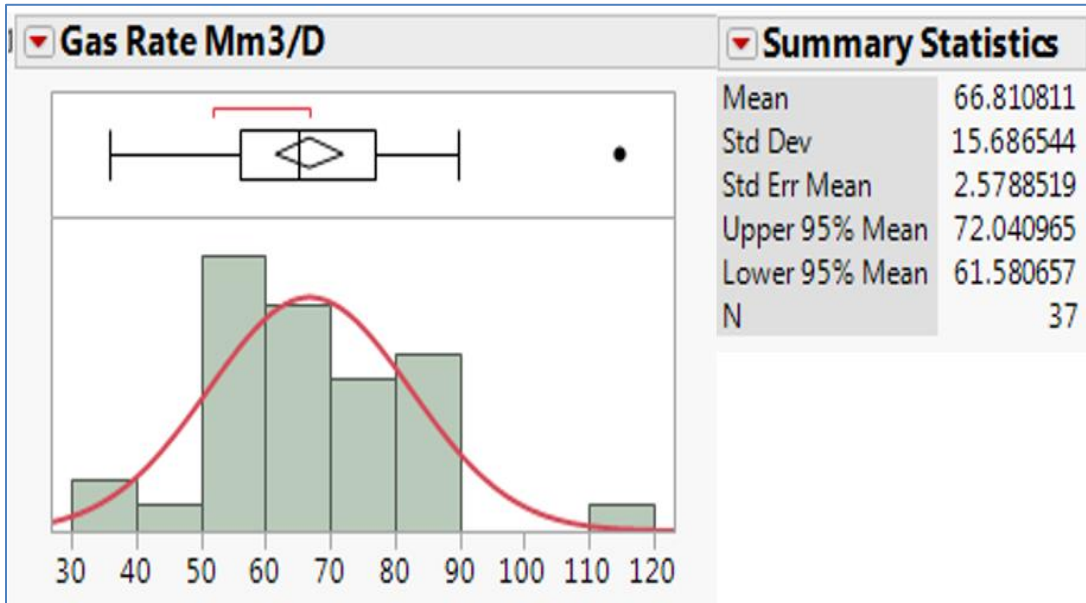 Gas Rate Mm3/D
30 40 50 60 70 80 90 100 110 120
Summary Statistics
Mean 66.810811
Std Dev 15.686544
Std Err Mean 2.5788519
Upper 95% Mean 72.040965
Lower 95% Mean 61.580657
N 37